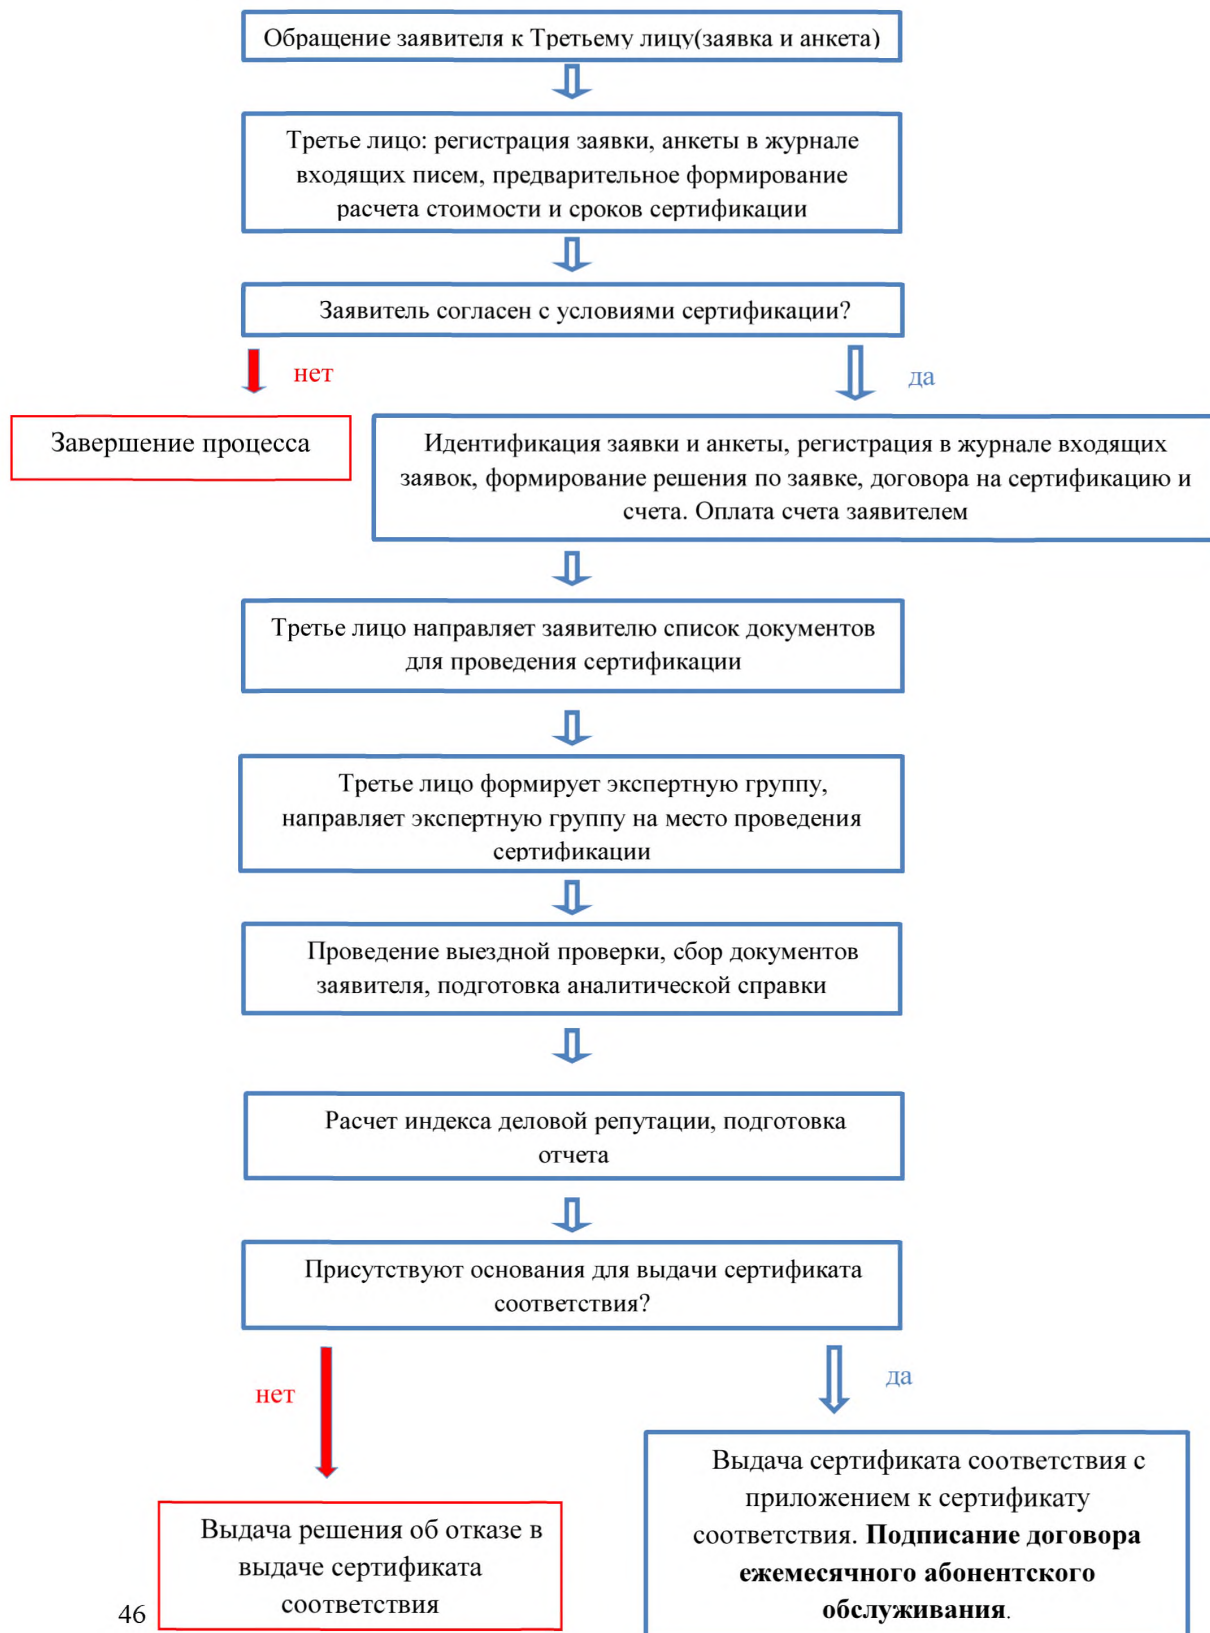 Обращение заявителя к Третьему лицу(заявка и анкета)
Третье лицо: регистрация заявки, анкеты в журнале
входящих писем, предварительное формирование
расчета стоимости и сроков сертификации
Заявитель согласен с условиями сертификации?
нет
да
Завершение процесса
Идентификация заявки и анкеты, регистрация в журнале входящих
заявок, формирование решения по заявке, договора на сертификацию и
счета. Оплата счета заявителем
Третье лицо направляет заявителю список документов
для проведения сертификации
Третье лицо формирует экспертную группу,
направляет экспертную группу на место проведения
сертификации
Проведение выездной проверки, сбор документов
заявителя, подготовка аналитической справки
Расчет индекса деловой репутации, подготовка
отчета
Присутствуют основания для выдачи сертификата
соответствия?
нет
да
Выдача решения об отказе в
выдаче сертификата
соответствия
Выдача сертификата соответствия с
приложением к сертификату
соответствия. Подписание договора
ежемесячного абонентского
обслуживания.
46